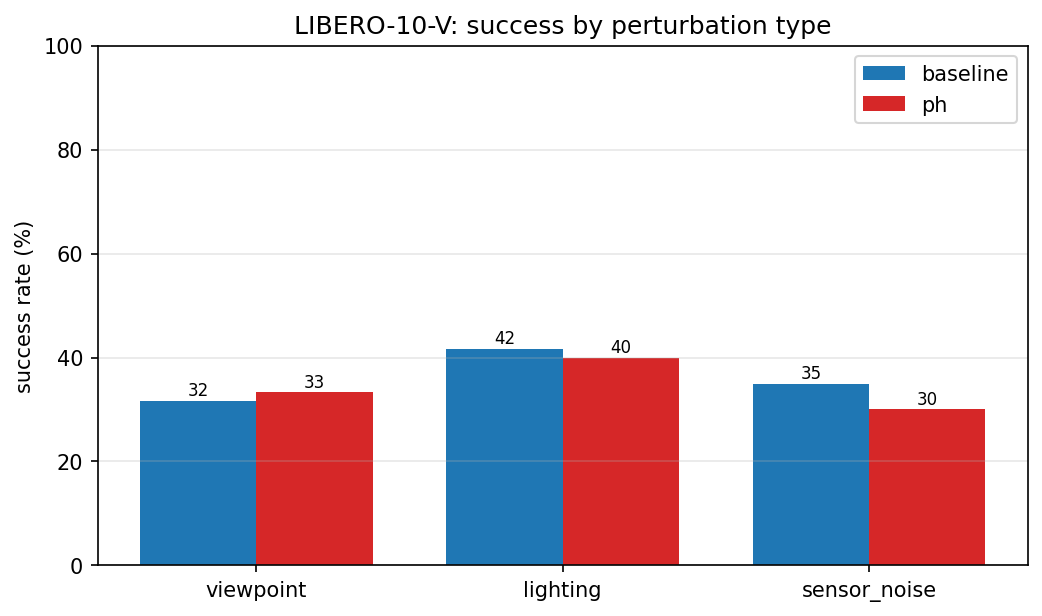 LIBERO-10-V: success by perturbation type
100
80
60
40
20
0
success rate (%)
baseline
ph
32
33
42
40
35
30
viewpoint
lighting
sensor_noise